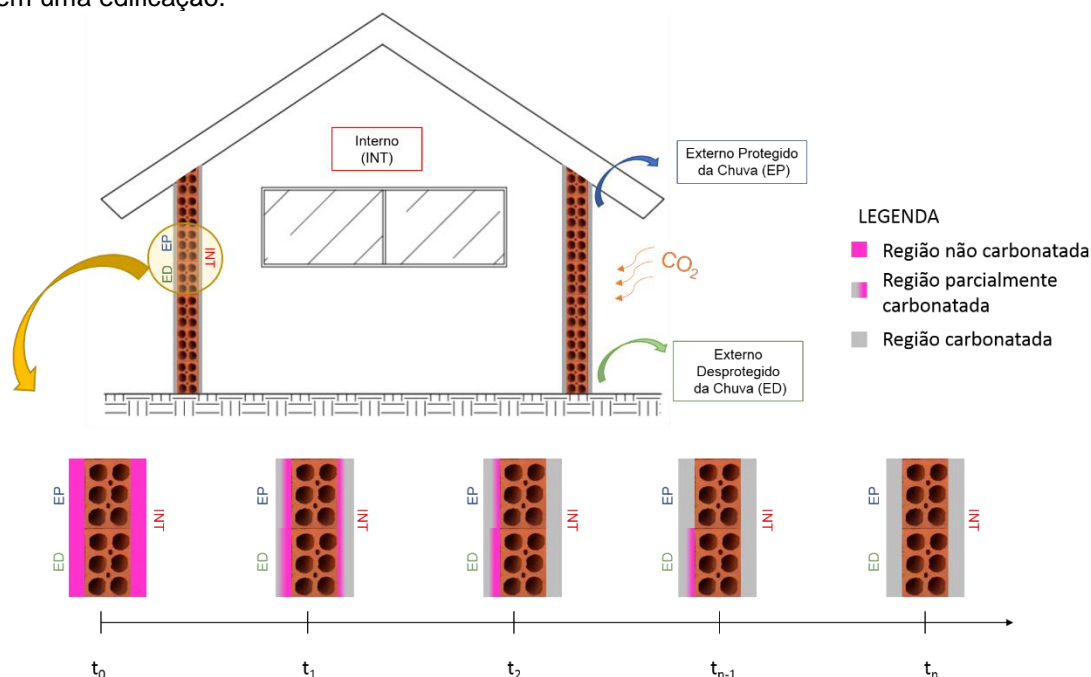 em uma edificação.
Interno
(INT)
Externo Protegido
da Chuva (EP)
EP
ED
INT
CO2
Externo
Desprotegido
da Chuva (ED)
LEGENDA
Região não carbonatada
Região parcialmente
carbonatada
Região carbonatada
EP
ED
INT
EP
ED
INT
EP
ED
INT
EP
ED
INT
EP
ED
INT
t0
t1
t2
tn-1
tn